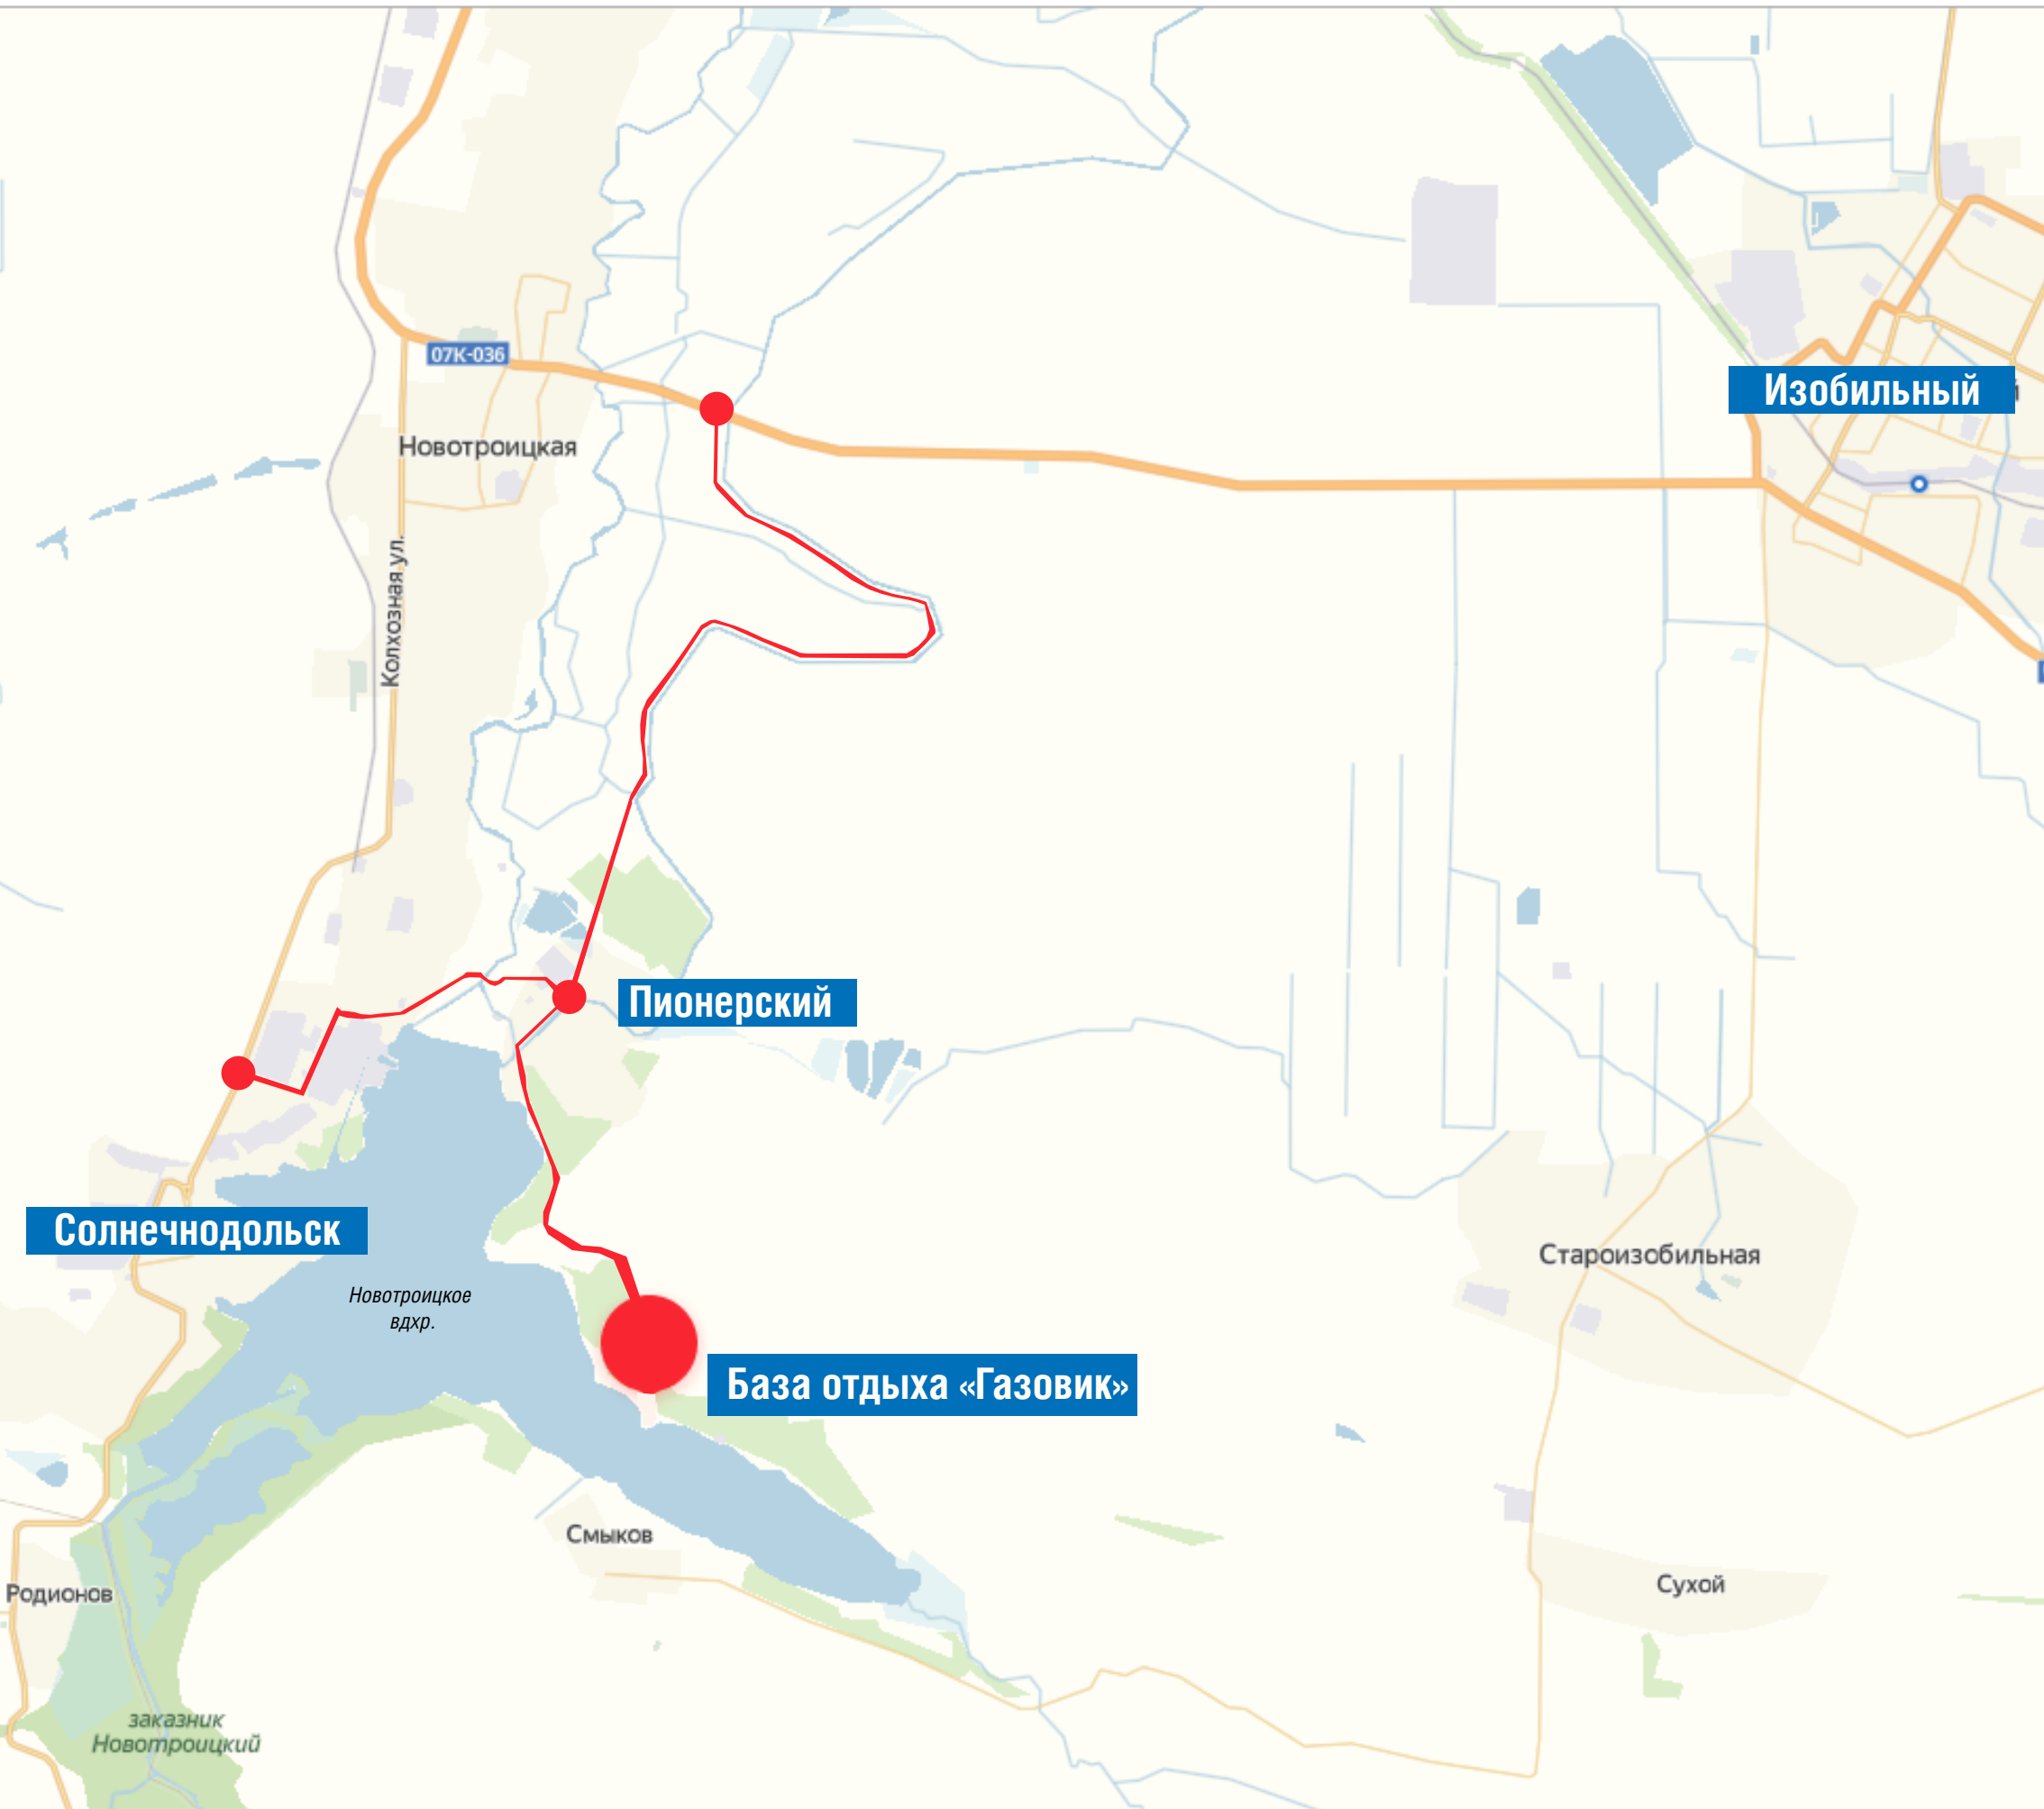 07К-036
Изобильный
Новотроицкая
Колхозная ул.
Пионерский
Солнечнодольск
Староизобильная
Новотроицкое
вдхр.
База отдыха «Газовик»
Смыков
Сухой
Родионов
заказник
Новотроицкий